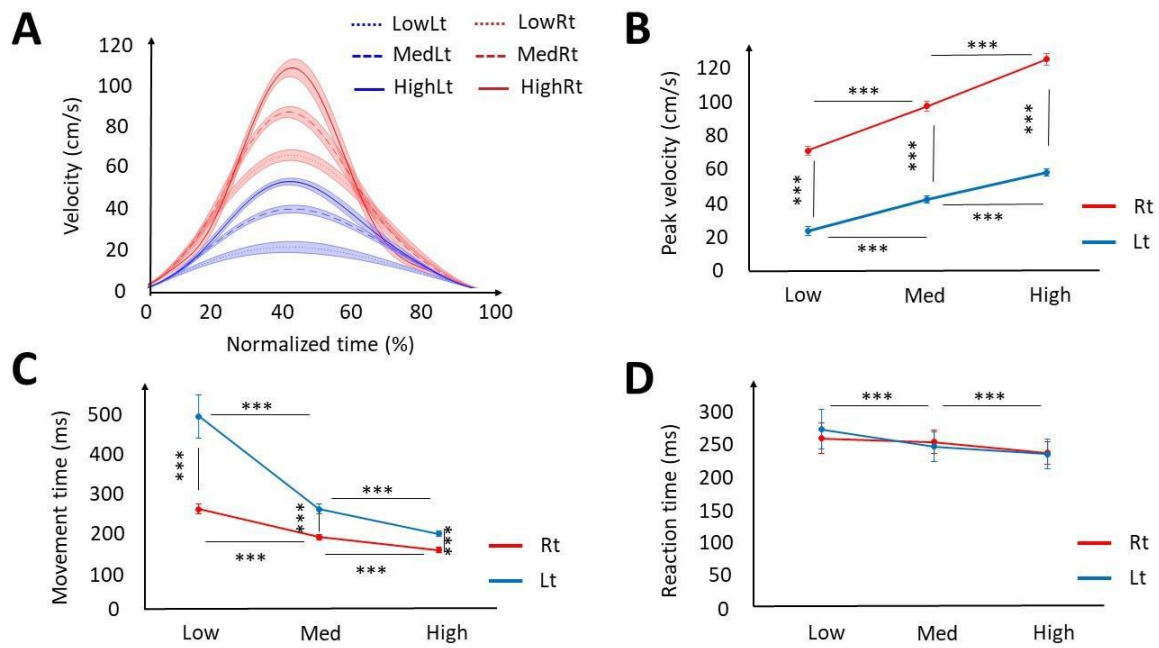 A
LowLt
LowRt
MedLt
MedRt
HighLt
HighRt
Velocity (cm/s)
120
100
80
60
40
20
0
0 20 40 60 80 100
Normalized time (%)
B
Peak velocity (cm/s)
120
100
80
60
40
20
0
***
***
***
***
***
***
***
Rt
Lt
Low Med High
C
Movement time (ms)
500
400
300
200
100
0
***
***
***
***
***
***
***
Rt
Lt
Low Med High
D
Reaction time (ms)
300
250
200
150
100
50
0
*** ***
Rt
Lt
Low Med High